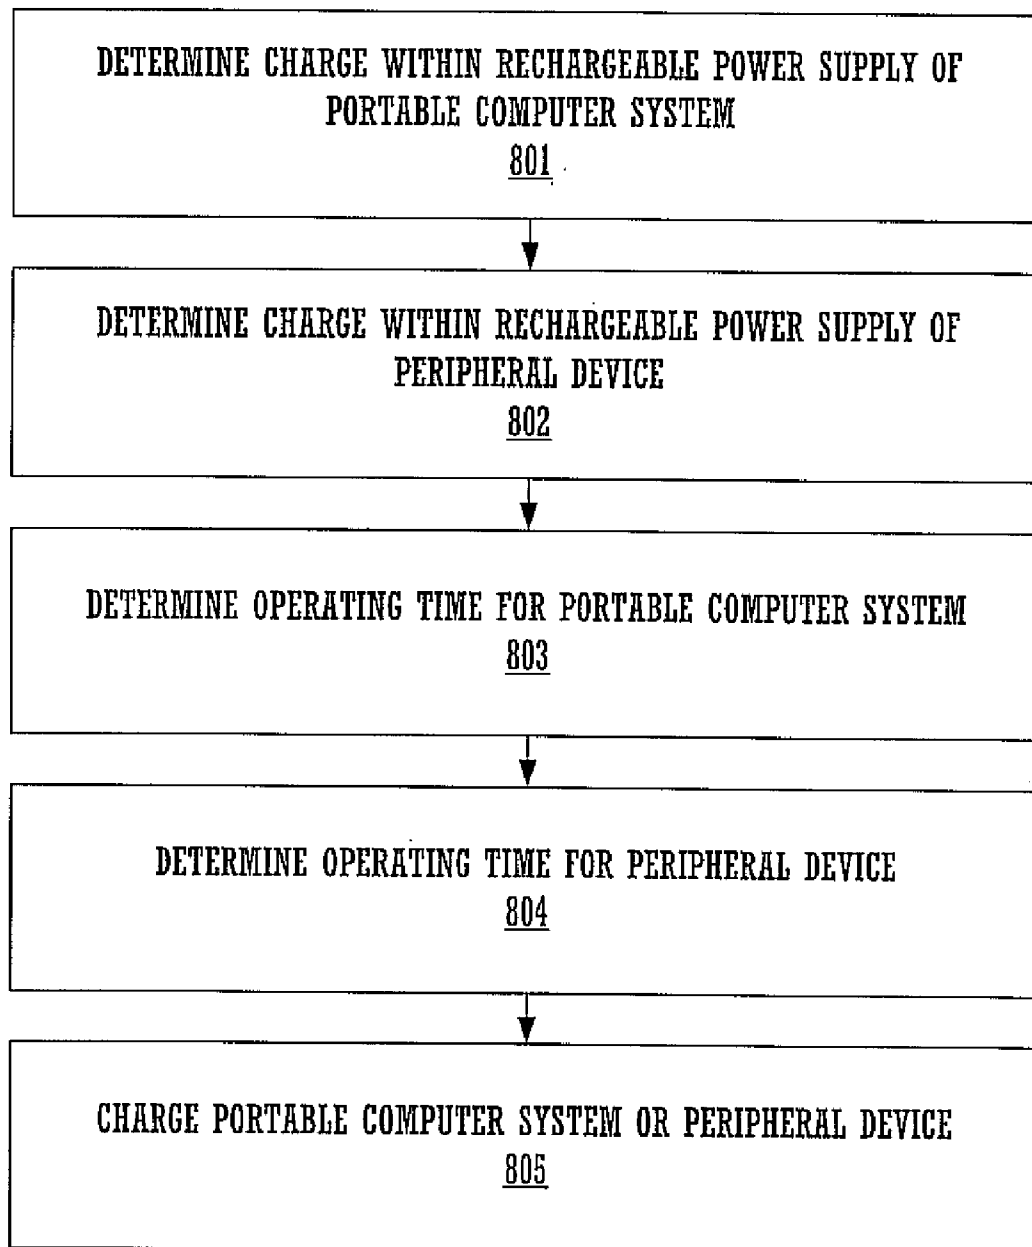 DETERMINE CHARGE WITHIN RECHARGEABLE POWER SUPPLY OF
PORTABLE COMPUTER SYSTEM
801
DETERMINE CHARGE WITHIN RECHARGEABLE POWER SUPPLY OF
PERIPHERAL DEVICE
802
DETERMINE OPERATING TIME FOR PORTABLE COMPUTER SYSTEM
803
DETERMINE OPERATING TIME FOR PERIPHERAL DEVICE
804
CHARGE PORTABLE COMPUTER SYSTEM OR PERIPHERAL DEVICE
805